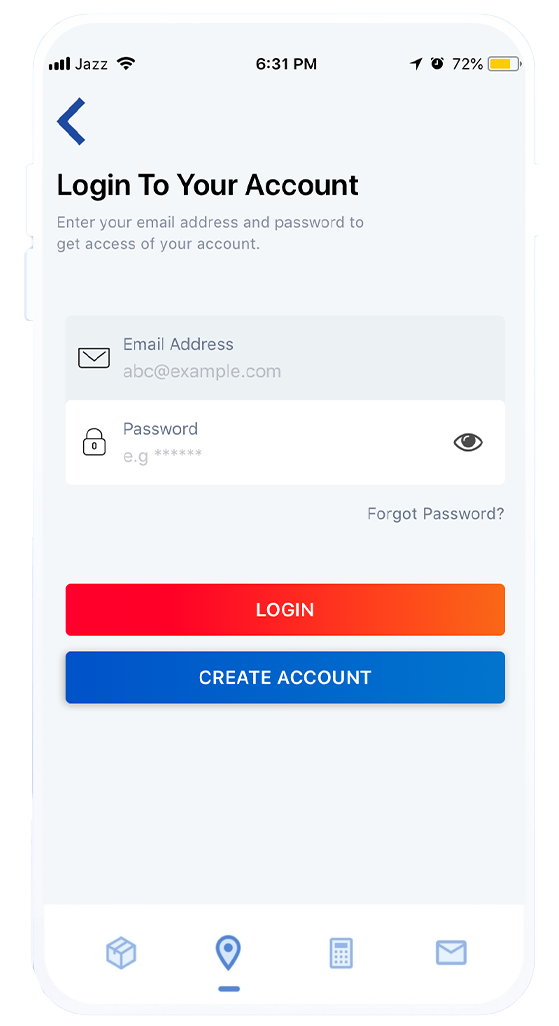 Jazz 6:31 PM 72%
Login To Your Account
Enter your email address and password to
get access of your account.
Email Address
abc@example.com
Password
e.g ******
Forgot Password?
LOGIN
CREATE ACCOUNT